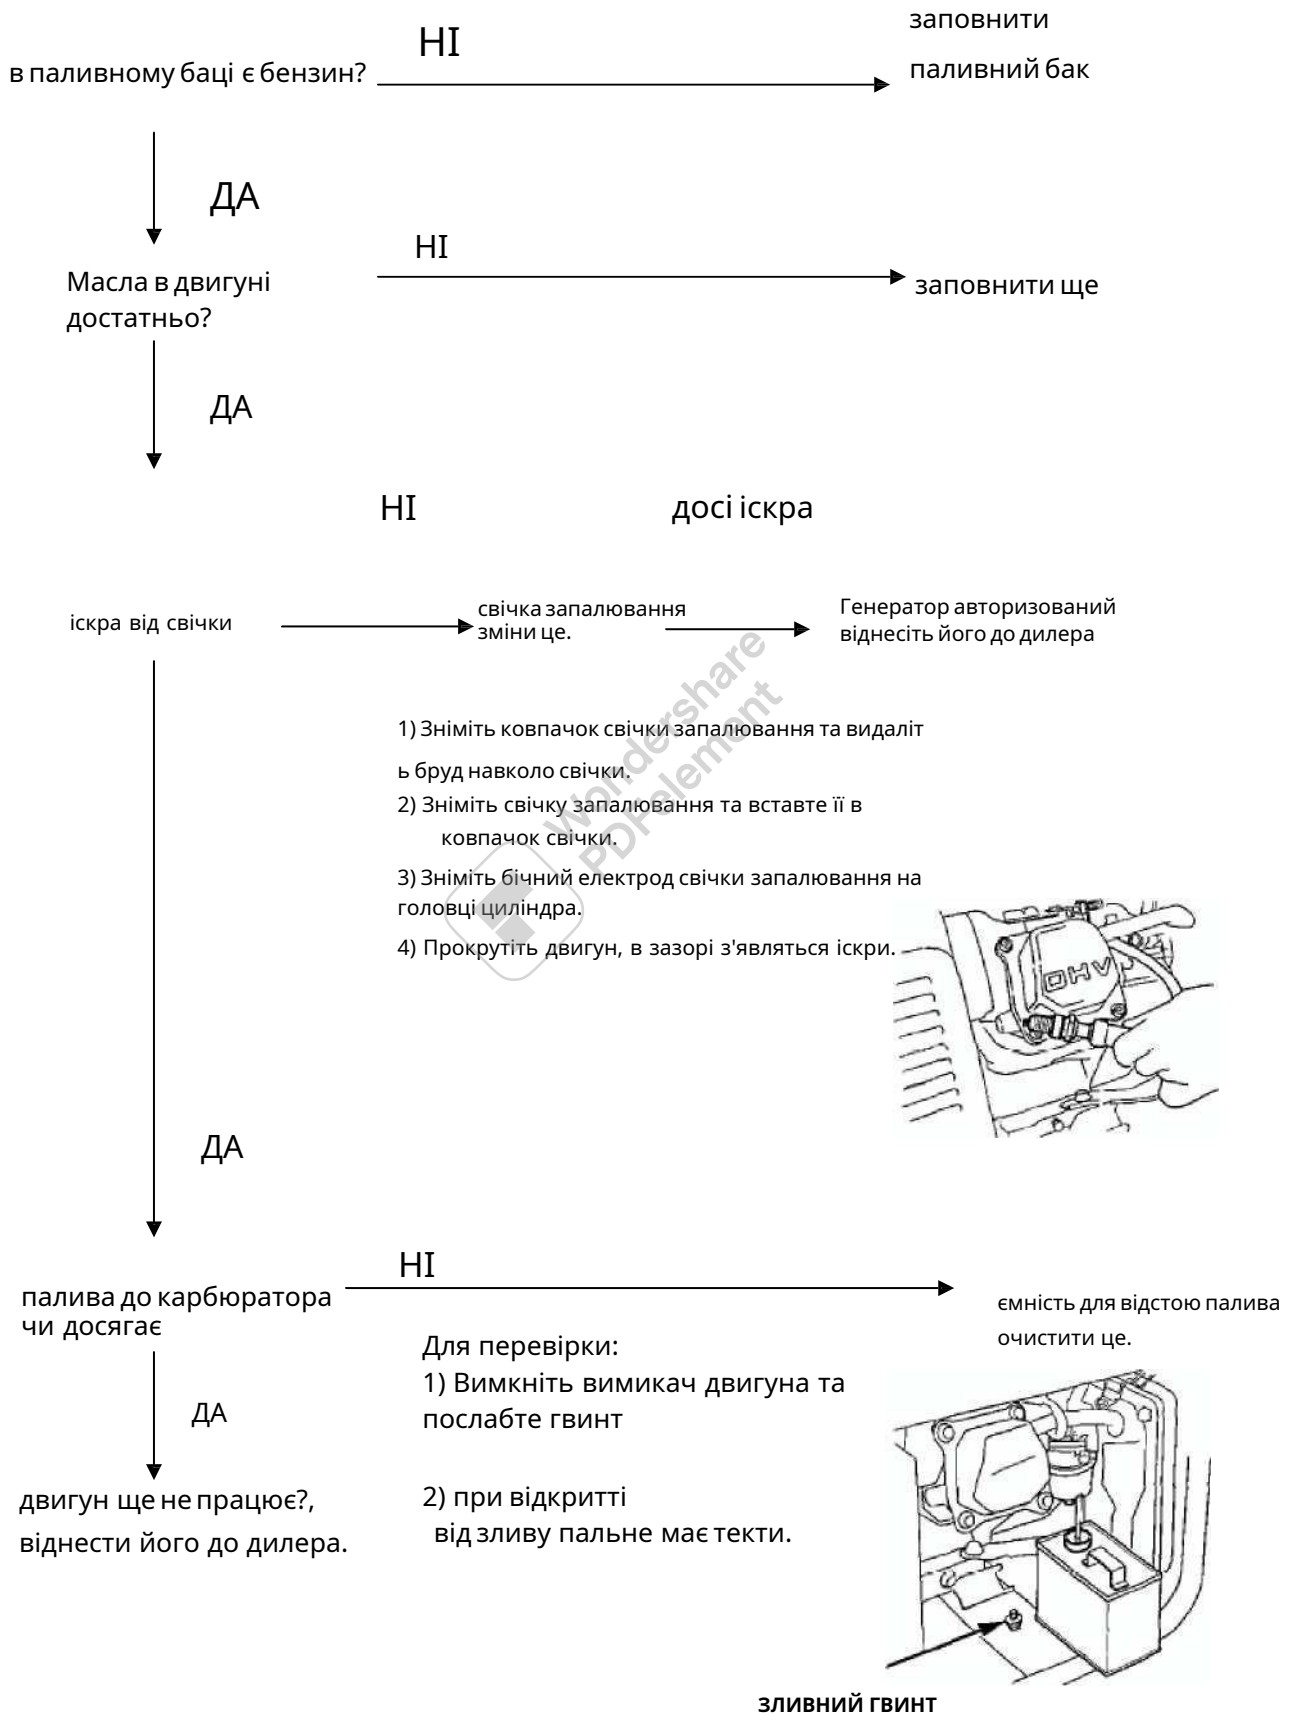 НІ
заповнити
в паливному баці є бензин?
паливний бак
ДА
НІ
Масла в двигуні
достатньо?
заповнити ще
ДА
НІ
досі іскра
іскра від свічки
свічка запалювання
зміни це.
Генератор авторизований
віднесіть його до дилера
1) Зніміть ковпачок свічки запалювання та видаліт
ь бруд навколо свічки.
2) Зніміть свічку запалювання та вставте її в
ковпачок свічки.
3) Зніміть бічний електрод свічки запалювання на
головці циліндра.
4) Прокрутіть двигун, в зазорі з'являться іскри.
Wondershare
PDFelement
OHV
ДА
НІ
палива до карбюратора
чи досягає
ємність для відстою палива
очистити це.
Для перевірки:
1) Вимкніть вимикач двигуна та
послабте гвинт
ДА
2) при відкритті
від зливу пальне має текти.
двигун ще не працює?,
віднести його до дилера.
ЗЛИВНИЙ ГВИНТ